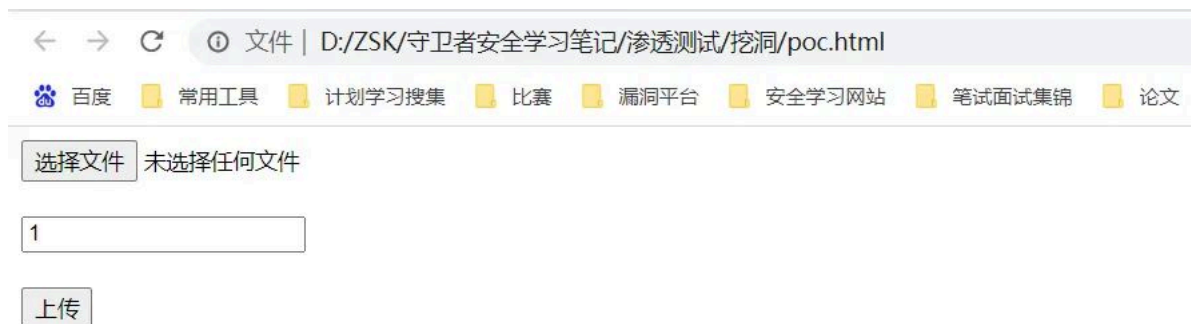 文件 | D:/ZSK/守卫者安全学习笔记/渗透测试/挖洞/poc.html
百度 常用工具 计划学习搜集 比赛 漏洞平台 安全学习网站 笔试面试集锦 论文
选择文件 未选择任何文件
1
上传